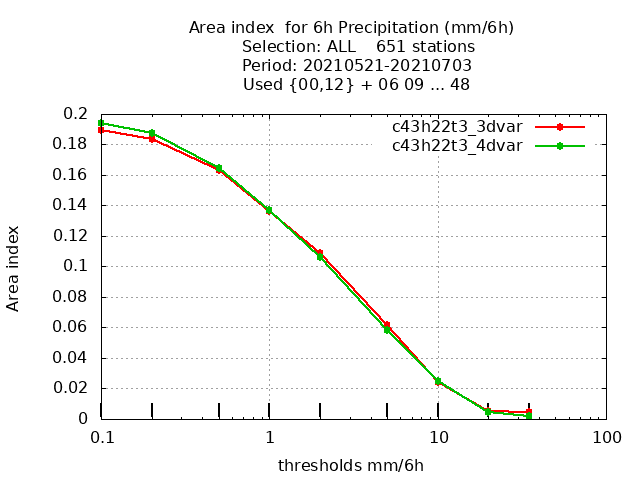 Area index  for 6h Precipitation (mm/6h)
Selection: ALL    651 stations
Period: 20210521-20210703
Used {00,12} + 06 09 ... 48
c43h22t3_3dvar
c43h22t3_4dvar
Area index
0.2
0.18
0.16
0.14
0.12
0.1
0.08
0.06
0.04
0.02
0
0.1 1 10 100
thresholds mm/6h